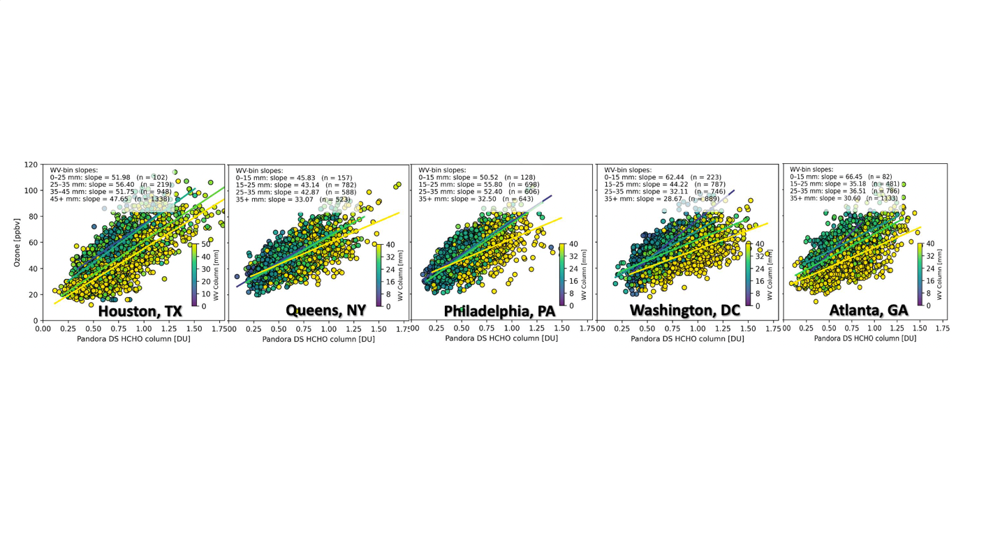 WV-bin slopes:
0–25 mm: slope = 51.98 (n = 102)
25–35 mm: slope = 56.40 (n = 219)
35–45 mm: slope = 51.75 (n = 948)
45+ mm: slope = 47.65 (n = 1338)
120
100
80
60
40
20
0
Ozone [ppbv]
50
40
30
20
10
0
WV Column [mm]
Houston, TX
0.00 0.25 0.50 0.75 1.00 1.25 1.50 1.75
Pandora DS HCHO column [DU]
WV-bin slopes:
0–15 mm: slope = 45.83 (n = 157)
15–25 mm: slope = 43.14 (n = 782)
25–35 mm: slope = 42.87 (n = 588)
35+ mm: slope = 33.07 (n = 523)
40
32
24
16
8
0
WV Column [mm]
Queens, NY
00 0.25 0.50 0.75 1.00 1.25 1.50 1.75
Pandora DS HCHO column [DU]
WV-bin slopes:
0–15 mm: slope = 50.52 (n = 128)
15–25 mm: slope = 55.80 (n = 698)
25–35 mm: slope = 52.40 (n = 606)
35+ mm: slope = 32.50 (n = 643)
40
32
24
16
8
0
WV Column [mm]
Philadelphia, PA
00 0.25 0.50 0.75 1.00 1.25 1.50 1.75
Pandora DS HCHO column [DU]
WV-bin slopes:
0–15 mm: slope = 62.44 (n = 223)
15–25 mm: slope = 44.22 (n = 787)
25–35 mm: slope = 32.11 (n = 746)
35+ mm: slope = 28.67 (n = 889)
40
32
24
16
8
0
WV Column [mm]
Washington, DC
00 0.25 0.50 0.75 1.00 1.25 1.50 1.75
Pandora DS HCHO column [DU]
WV-bin slopes:
0–15 mm: slope = 66.45 (n = 82)
15–25 mm: slope = 35.18 (n = 481)
25–35 mm: slope = 36.51 (n = 786)
35+ mm: slope = 30.60 (n = 1133)
40
32
24
16
8
0
WV Column [mm]
Atlanta, GA
00 0.25 0.50 0.75 1.00 1.25 1.50 1.75
Pandora DS HCHO column [DU]